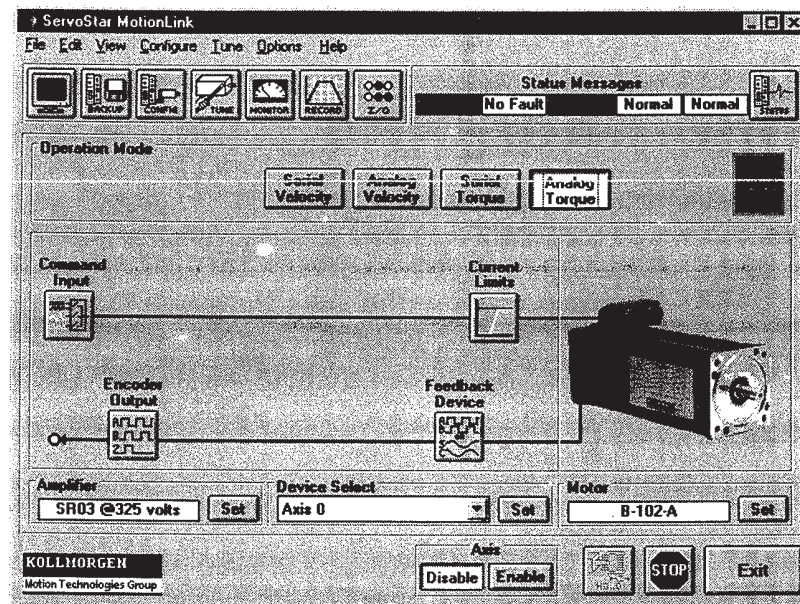 ServoStar MotionLink
File Edit View Configure Tune Options Help
BACKUP CONFIG TUNE MONITOR RECORD I/O
Status Messages
No Fault Normal Normal
STATUS
Operation Mode
Serial Velocity
Analog Velocity
Serial Torque
Analog Torque
Command Input
Current Limits
Encoder Output
A
B
Z
Feedback Device
Amplifier
SR03 @325 volts
Set
Device Select
Axis 0
Set
Motor
B-102-A
Set
KOLLMORGEN
Motion Technologies Group
Axis
Disable Enable
STOP
Exit